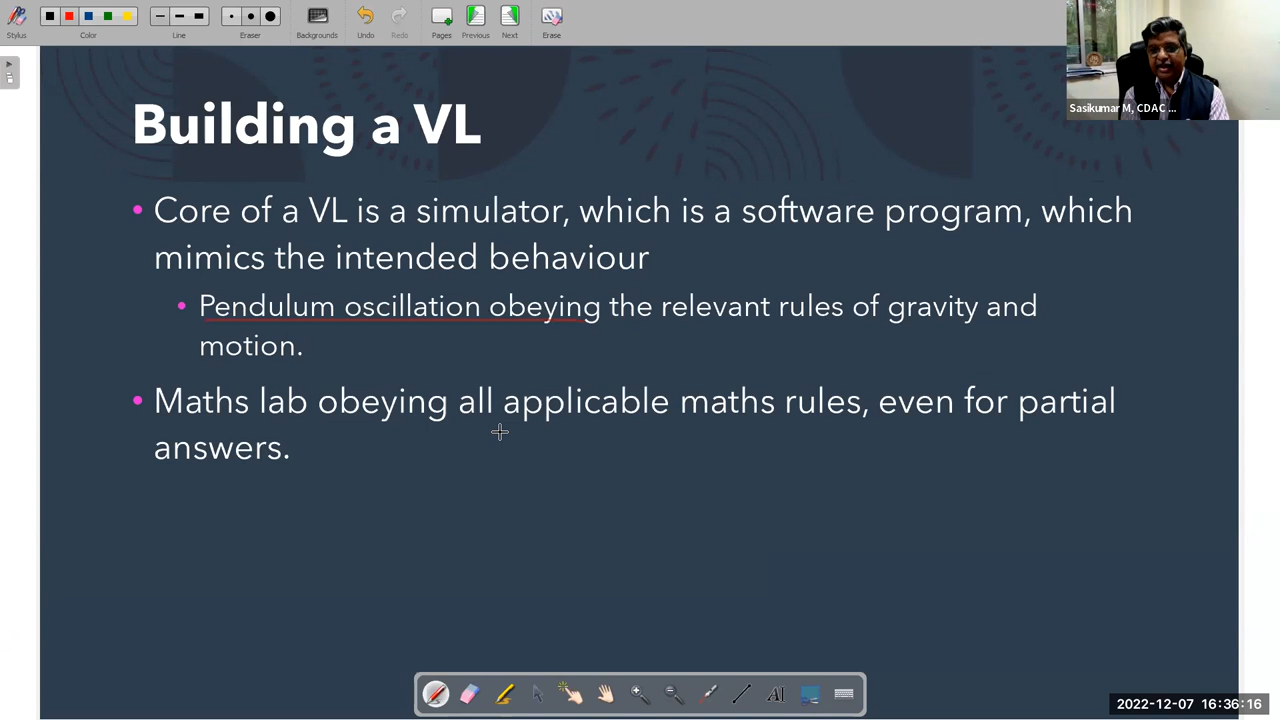 Stylus
Color
Line
Eraser
Backgrounds
Undo
Redo
Pages
Previous
Next
Erase
Sasikumar M, CDAC ...
Building a VL
Core of a VL is a simulator, which is a software program, which
mimics the intended behaviour
Pendulum oscillation obeying the relevant rules of gravity and
motion.
Maths lab obeying all applicable maths rules, even for partial
answers.
AI
2022-12-07 16:36:16